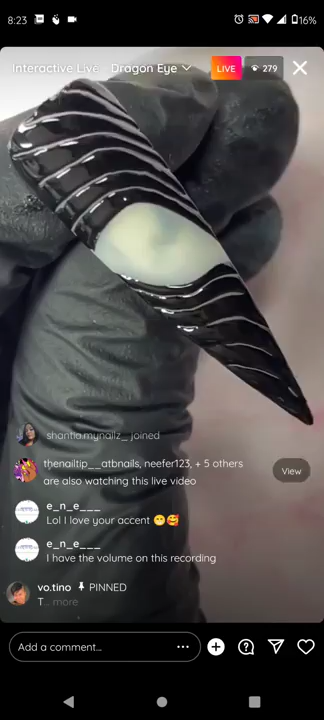 8:23
16%
Interactive Live - Dragon Eye
LIVE
279
shantia.mynailz_ joined
thenailtip__atbnails, neefer123, + 5 others
are also watching this live video
View
e_n_e___
Lol I love your accent 😁🥰
e_n_e___
I have the volume on this recording
vo.tino PINNED
T... more
Add a comment...